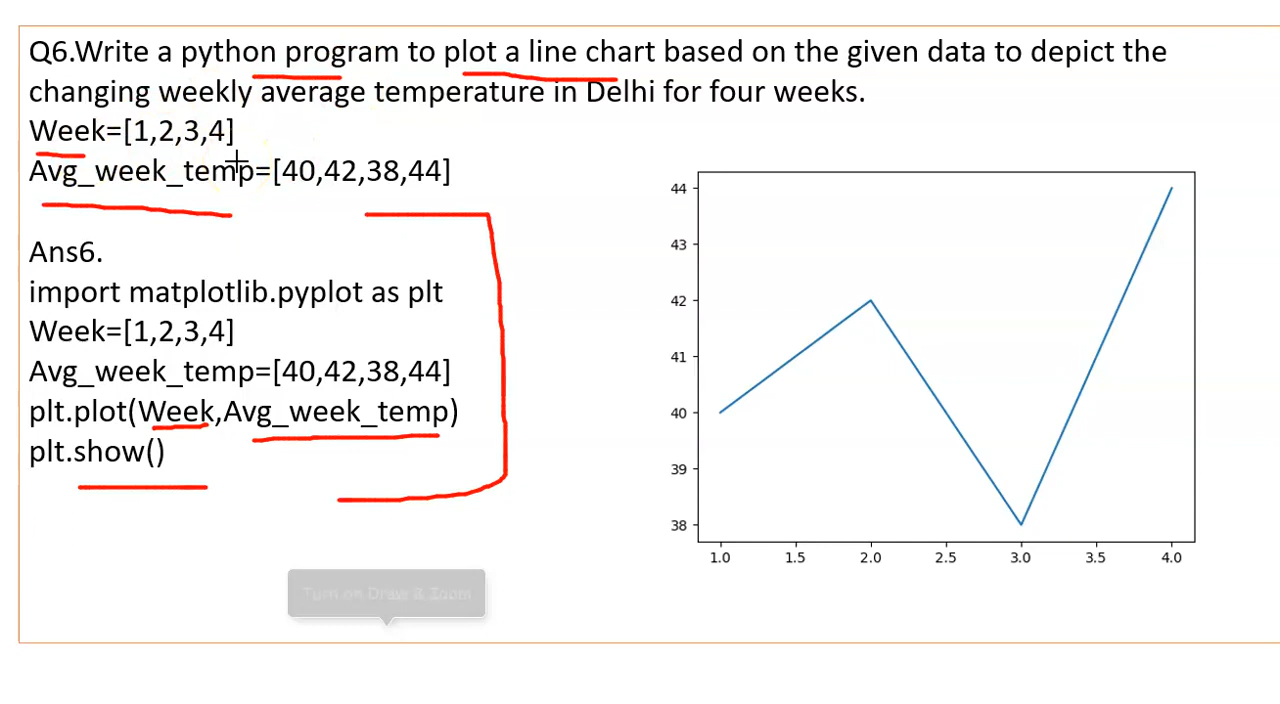 Q6.Write a python program to plot a line chart based on the given data to depict the
changing weekly average temperature in Delhi for four weeks.
Week=[1,2,3,4]
Avg_week_temp=[40,42,38,44]
Ans6.
import matplotlib.pyplot as plt
Week=[1,2,3,4]
Avg_week_temp=[40,42,38,44]
plt.plot(Week,Avg_week_temp)
plt.show()
Turn on Draw & Zoom
44
43
42
41
40
39
38
1.0 1.5 2.0 2.5 3.0 3.5 4.0